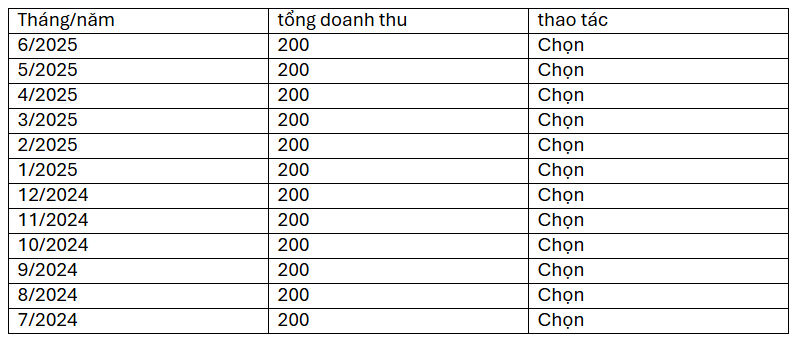 Tháng/năm tổng doanh thu thao tác
6/2025 200 Chọn
5/2025 200 Chọn
4/2025 200 Chọn
3/2025 200 Chọn
2/2025 200 Chọn
1/2025 200 Chọn
12/2024 200 Chọn
11/2024 200 Chọn
10/2024 200 Chọn
9/2024 200 Chọn
8/2024 200 Chọn
7/2024 200 Chọn